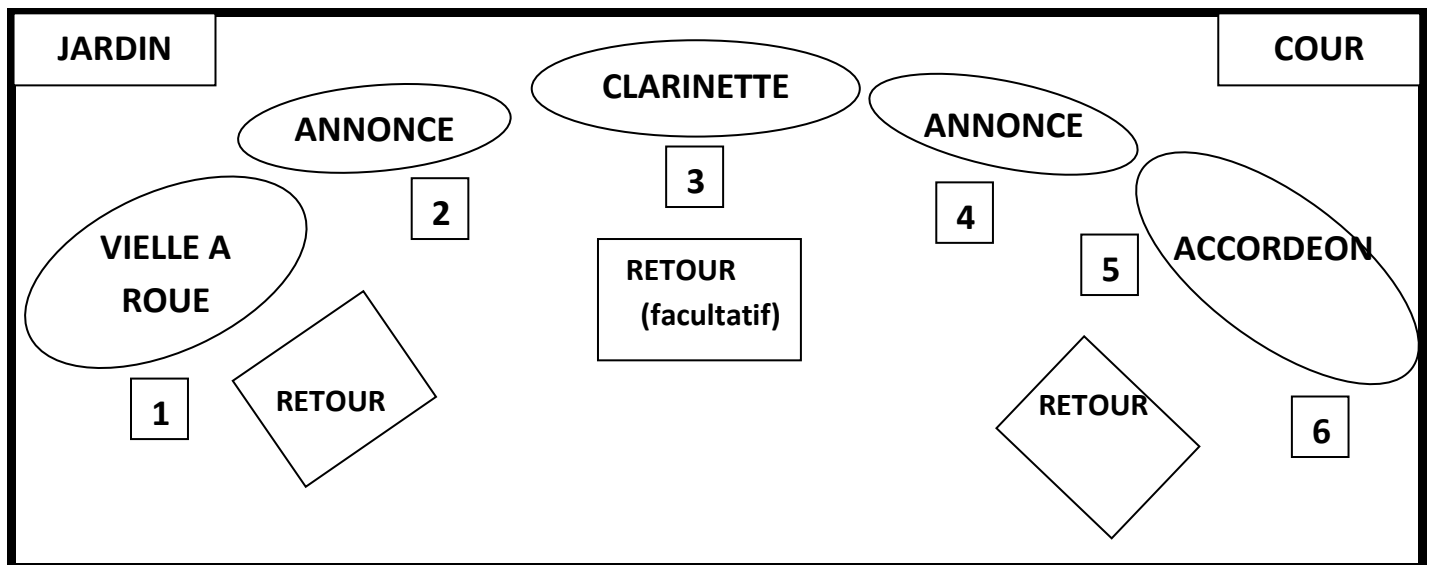 JARDIN
COUR
CLARINETTE
ANNONCE
ANNONCE
3
2
4
VIELLE A
ROUE
ACCORDEON
5
RETOUR
(facultatif)
RETOUR
RETOUR
1
6